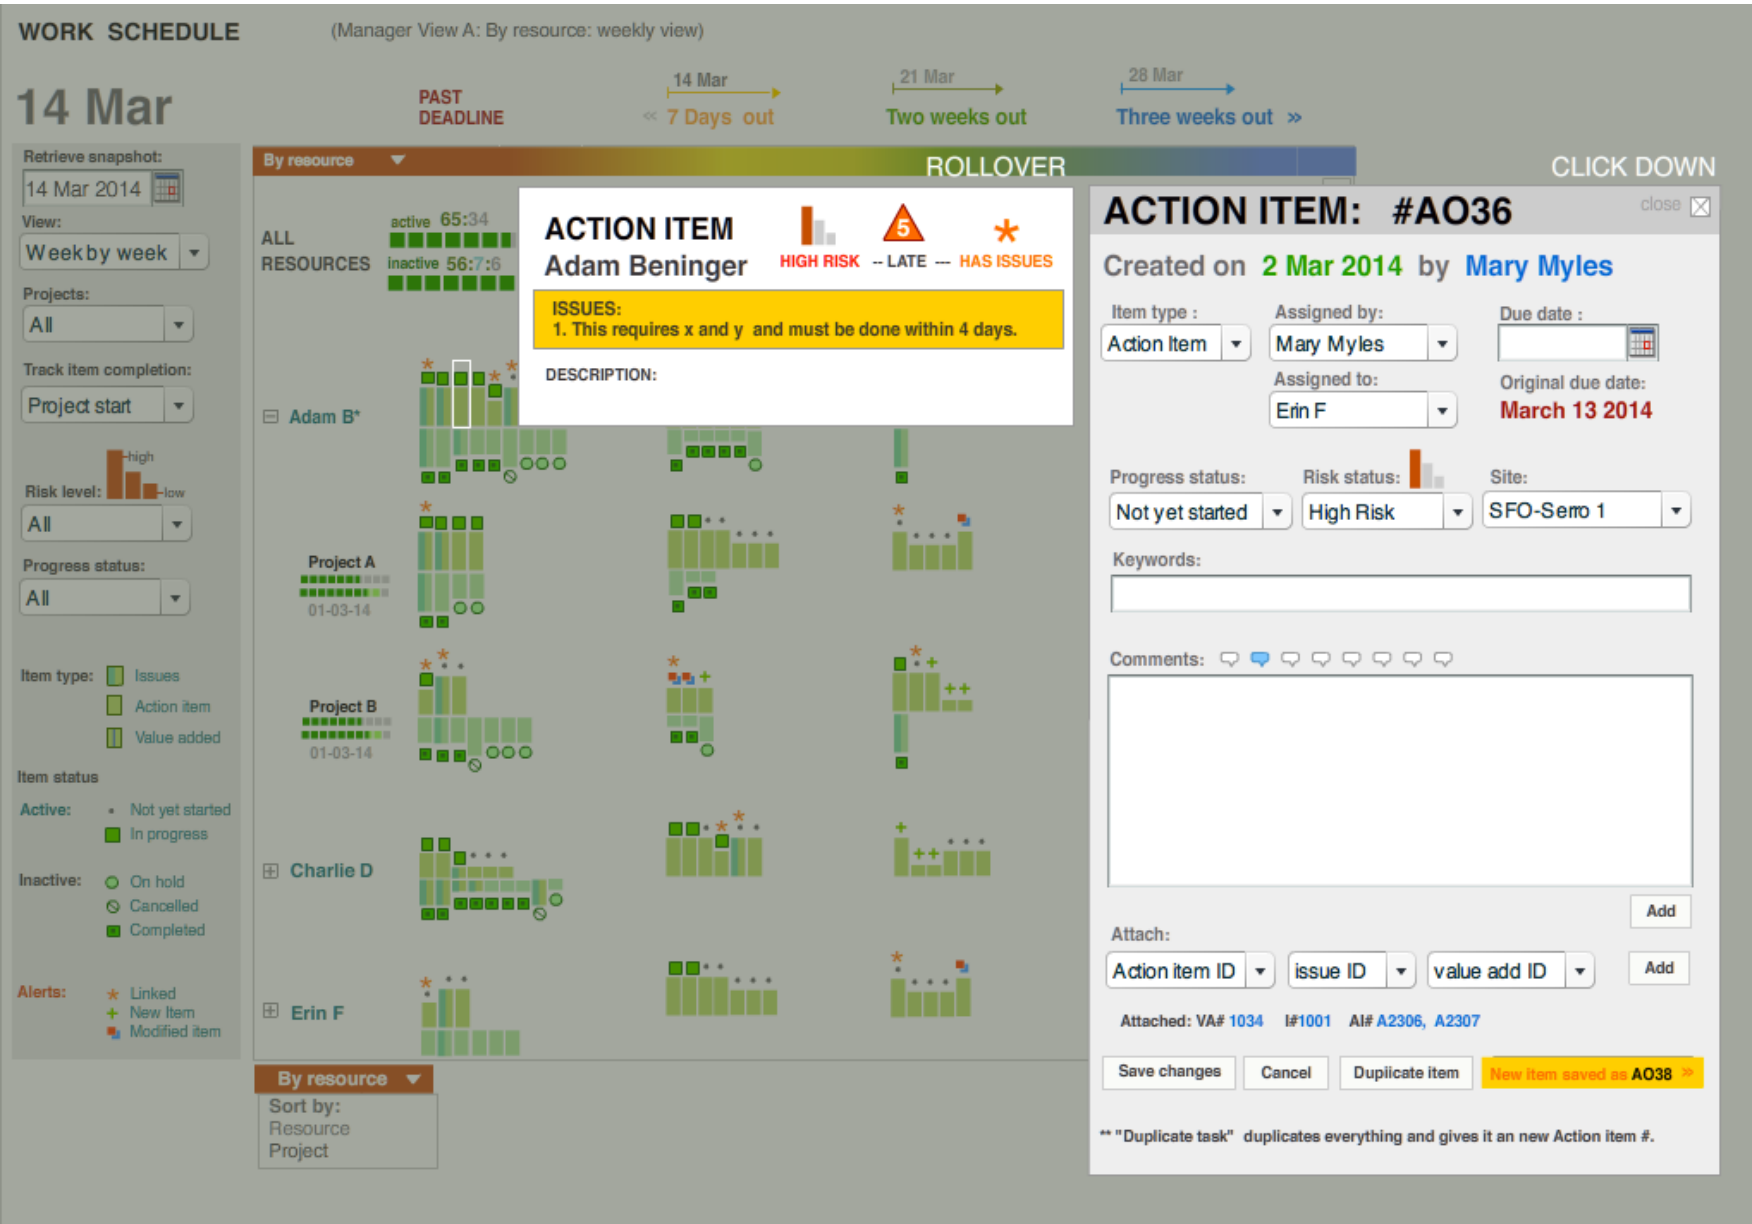 WORK SCHEDULE
(Manager View A: By resource: weekly view)
14 Mar
PAST
DEADLINE
14 Mar
« 7 Days out
21 Mar
Two weeks out
28 Mar
Three weeks out »
Retrieve snapshot:
14 Mar 2014
View:
Week by week
Projects:
All
Track item completion:
Project start
high
Risk level:
low
All
Progress status:
All
Item type:
Issues
Action item
Value added
Item status
Active:
Not yet started
In progress
Inactive:
On hold
Cancelled
Completed
Alerts:
Linked
New Item
Modified item
By resource
ROLLOVER
CLICK DOWN
ALL
RESOURCES
active 65:34
inactive 56:7:6
Adam B*
Project A
01-03-14
Project B
01-03-14
Charlie D
Erin F
By resource
Sort by:
Resource
Project
ACTION ITEM
Adam Beninger
5
HIGH RISK -- LATE --- HAS ISSUES
ISSUES:
1. This requires x and y and must be done within 4 days.
DESCRIPTION:
ACTION ITEM: #AO36
close
Created on 2 Mar 2014 by Mary Myles
Item type :
Action Item
Assigned by:
Mary Myles
Due date :
Assigned to:
Erin F
Original due date:
March 13 2014
Progress status:
Not yet started
Risk status:
High Risk
Site:
SFO-Serro 1
Keywords:
Comments:
Add
Attach:
Action item ID
issue ID
value add ID
Add
Attached: VA# 1034 I#1001 AI# A2306, A2307
Save changes
Cancel
Dupiicate item
New item saved as AO38 »
** "Duplicate task" duplicates everything and gives it an new Action item #.